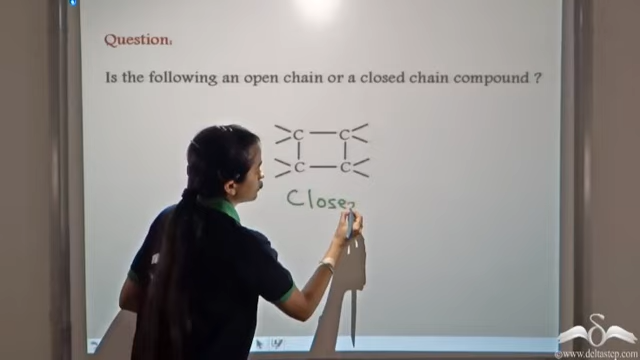 Question:
Is the following an open chain or a closed chain compound ?
C C
C C
Close
©www.deltastep.com